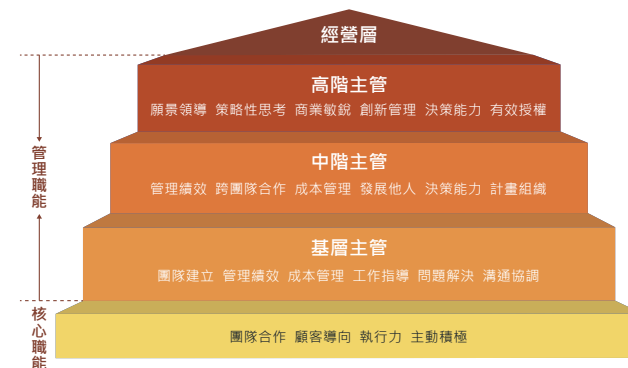 經營層
高階主管
願景領導 策略性思考 商業敏銳 創新管理 決策能力 有效授權
中階主管
管理績效 跨團隊合作 成本管理 發展他人 決策能力 計畫組織
基層主管
團隊建立 管理績效 成本管理 工作指導 問題解決 溝通協調
團隊合作 顧客導向 執行力 主動積極
管理職能
核心職能